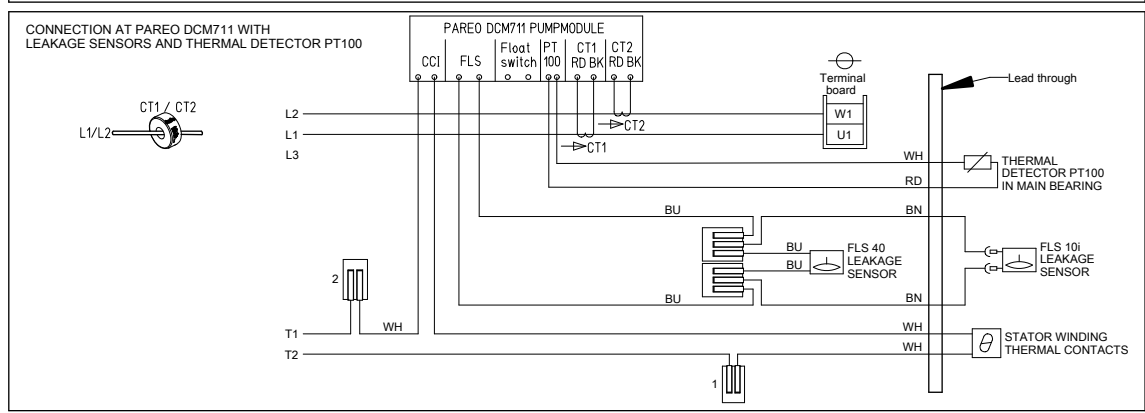 CONNECTION AT PAREO DCM711 WITH
LEAKAGE SENSORS AND THERMAL DETECTOR PT100
PAREO DCM711 PUMPMODULE
CCI FLS Float switch PT 100 CT1 RD BK CT2 RD BK
CT1 / CT2
L1/L2
Terminal
board
Lead through
L2
W1
CT2
L1
U1
CT1
L3
WH
THERMAL
DETECTOR PT100
IN MAIN BEARING
RD
BU
BN
BU
FLS 40
LEAKAGE
SENSOR
BU
FLS 10i
LEAKAGE
SENSOR
2
BU
BN
T1
WH
WH
STATOR WINDING
THERMAL CONTACTS
T2
WH
1